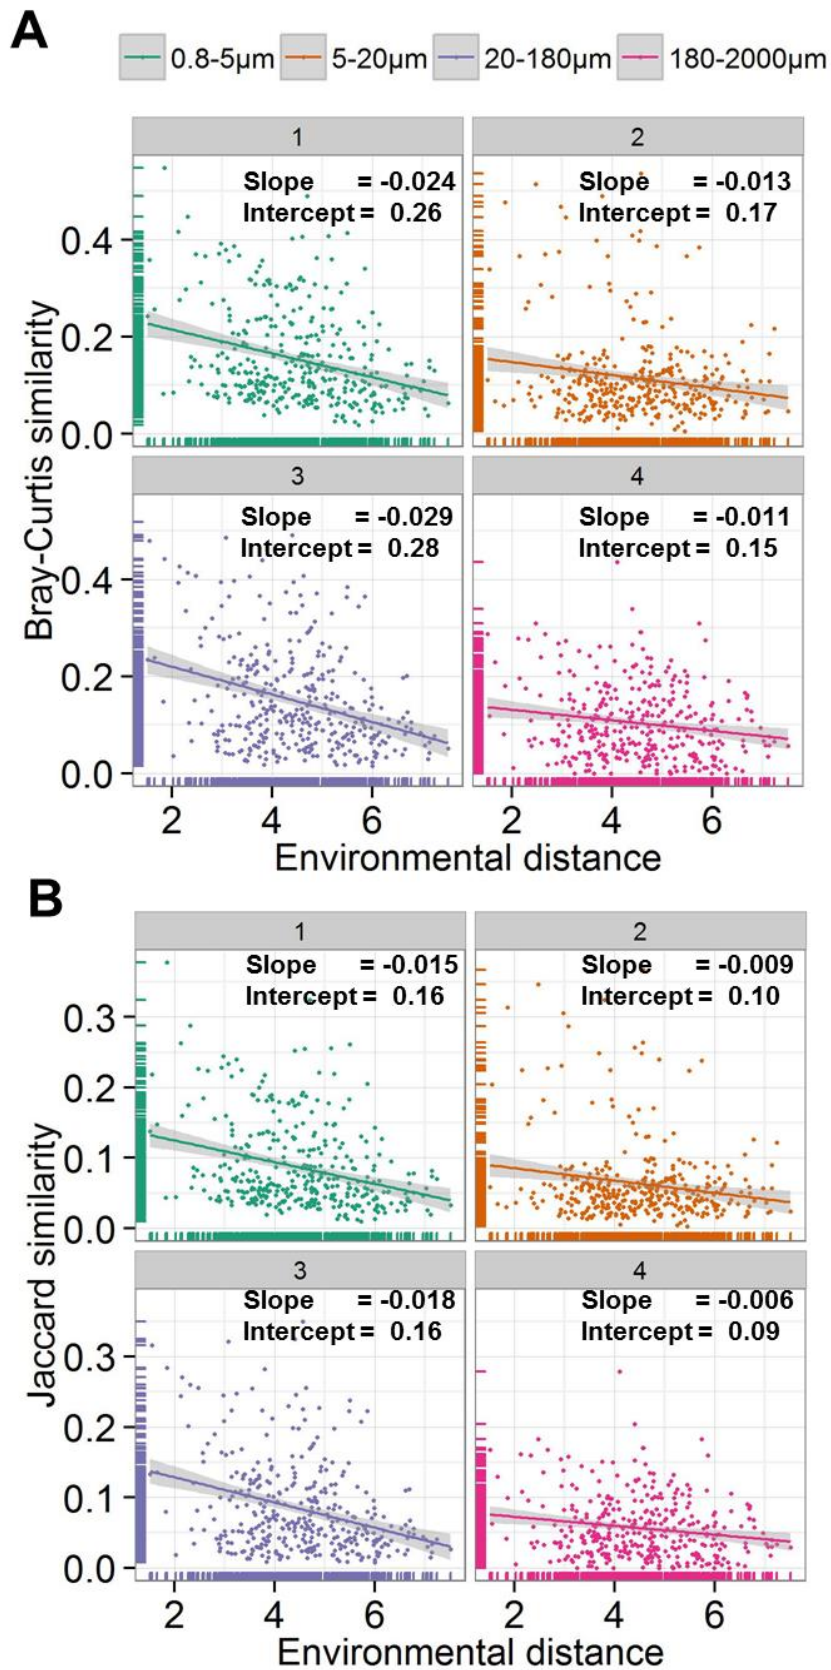 A
0.8-5µm 5-20µm 20-180µm 180-2000µm
1 2
Slope = -0.024 Slope = -0.013
Intercept = 0.26 Intercept = 0.17
0.4
0.2
0.0
Bray-Curtis similarity
3 4
Slope = -0.029 Slope = -0.011
Intercept = 0.28 Intercept = 0.15
0.4
0.2
0.0
2 4 6 2 4 6
Environmental distance
B
1 2
Slope = -0.015 Slope = -0.009
Intercept = 0.16 Intercept = 0.10
0.3
0.2
0.1
0.0
Jaccard similarity
3 4
Slope = -0.018 Slope = -0.006
Intercept = 0.16 Intercept = 0.09
0.3
0.2
0.1
0.0
2 4 6 2 4 6
Environmental distance